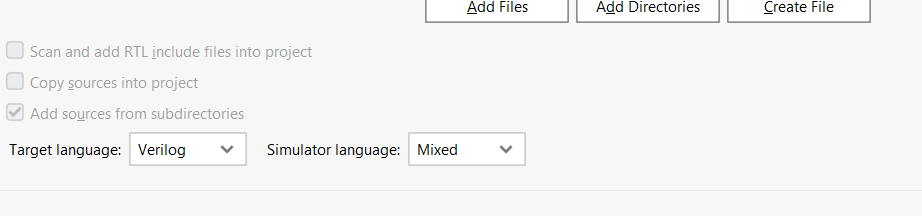 Add Files Add Directories Create File
Scan and add RTL include files into project
Copy sources into project
Add sources from subdirectories
Target language: Verilog Simulator language: Mixed